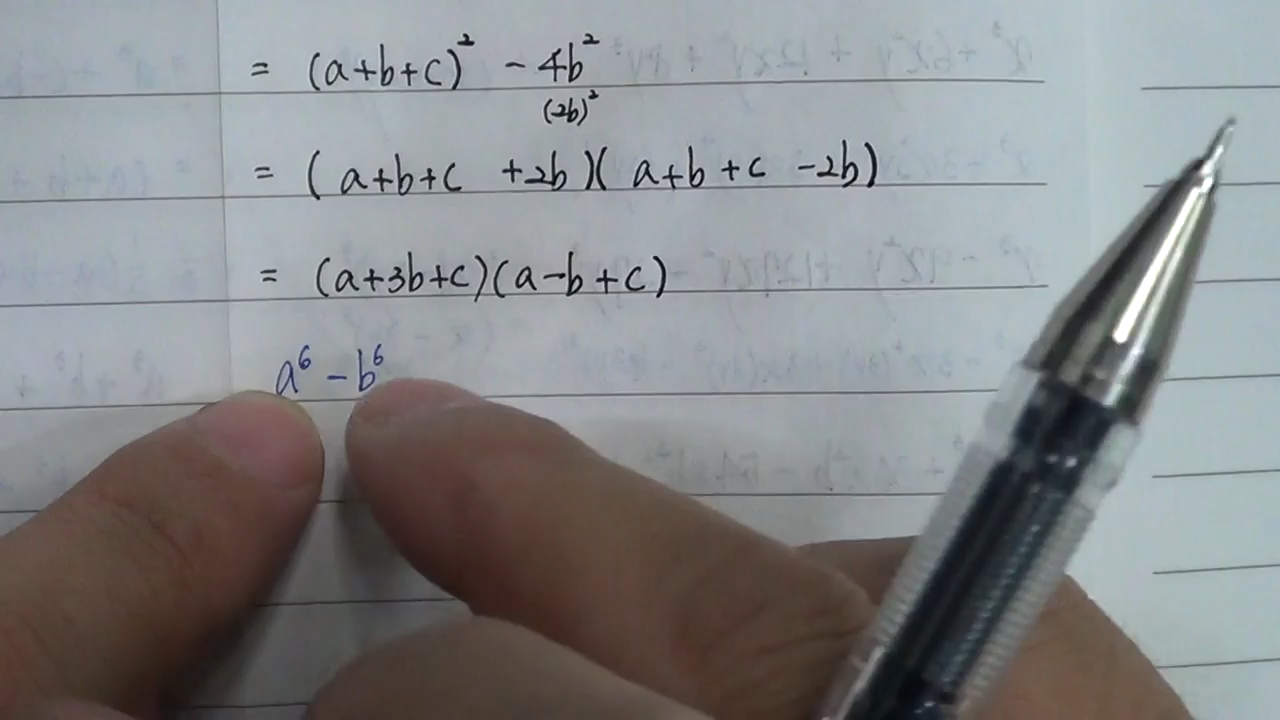 = (a+b+c)² - 4b²
(2b)²
= (a+b+c +2b)(a+b+c -2b)
= (a+3b+c)(a-b+c)
a⁶ - b⁶